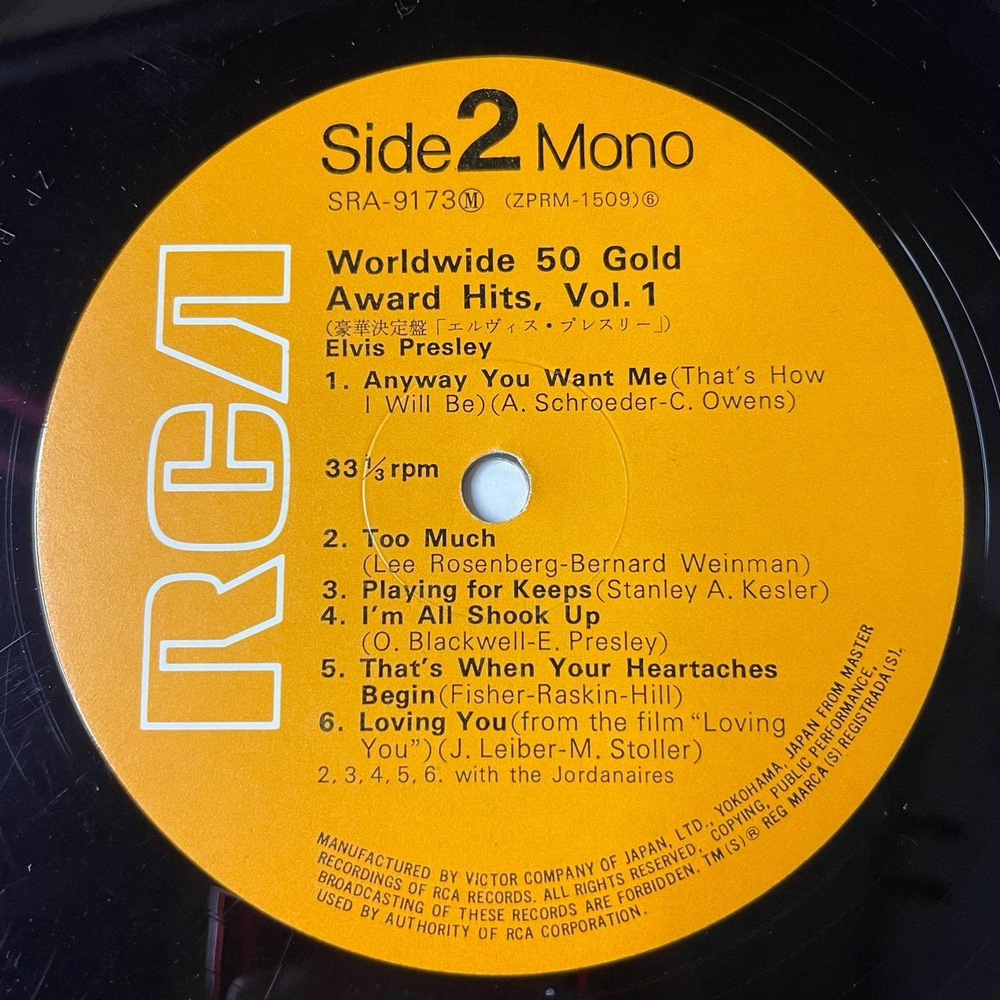 Side 2 Mono
SRA-9173Ⓜ (ZPRM-1509)⑥
Worldwide 50 Gold
Award Hits, Vol. 1
(豪華決定盤「エルヴィス・プレスリー」)
Elvis Presley
1. Anyway You Want Me (That's How
I Will Be) (A. Schroeder-C. Owens)
33 ⅓ rpm
2. Too Much
(Lee Rosenberg-Bernard Weinman)
3. Playing for Keeps (Stanley A. Kesler)
4. I'm All Shook Up
(O. Blackwell-E. Presley)
5. That's When Your Heartaches
Begin (Fisher-Raskin-Hill)
6. Loving You (from the film "Loving
You") (J. Leiber-M. Stoller)
2, 3, 4, 5, 6. with the Jordanaires
RCA
MANUFACTURED BY VICTOR COMPANY OF JAPAN, LTD., YOKOHAMA, JAPAN FROM MASTER
RECORDINGS OF RCA RECORDS. ALL RIGHTS RESERVED, COPYING, PUBLIC PERFORMANCE,
BROADCASTING OF THESE RECORDS ARE FORBIDDEN. TM(S)® REG MARCA(S) REGISTRADA(S).
USED BY AUTHORITY OF RCA CORPORATION.